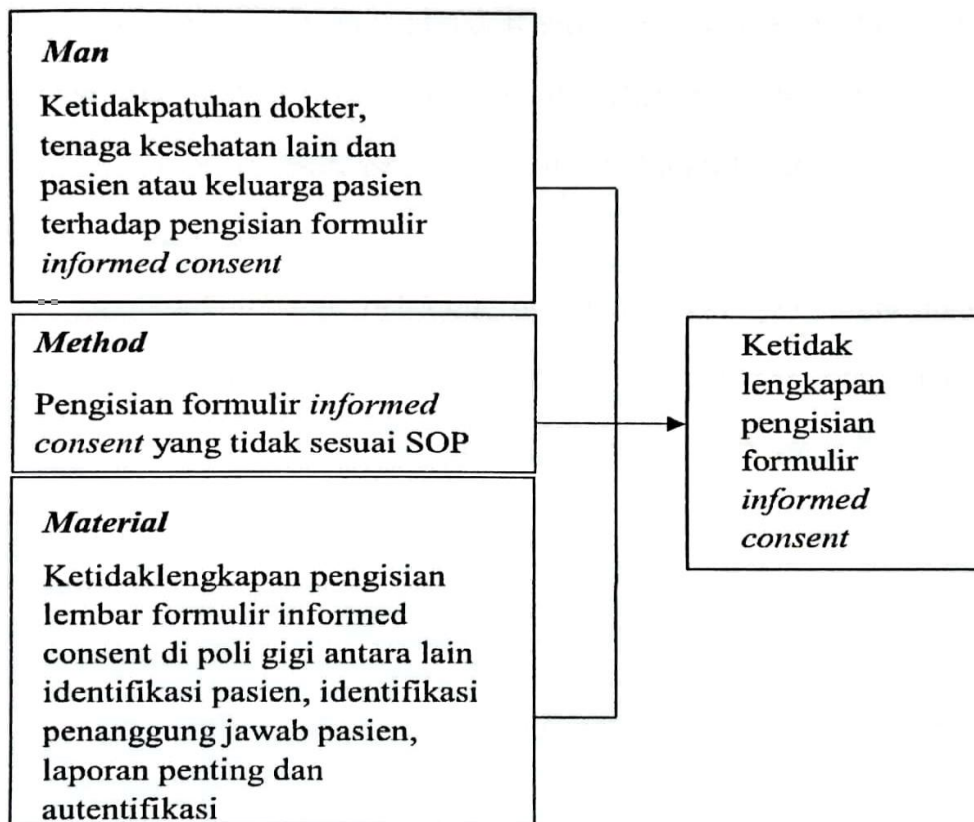 Man
Ketidakpatuhan dokter,
tenaga kesehatan lain dan
pasien atau keluarga pasien
terhadap pengisian formulir
informed consent
Method
Pengisian formulir informed
consent yang tidak sesuai SOP
Material
Ketidaklengkapan pengisian
lembar formulir informed
consent di poli gigi antara lain
identifikasi pasien, identifikasi
penanggung jawab pasien,
laporan penting dan
autentifikasi
Ketidak
lengkapan
pengisian
formulir
informed
consent